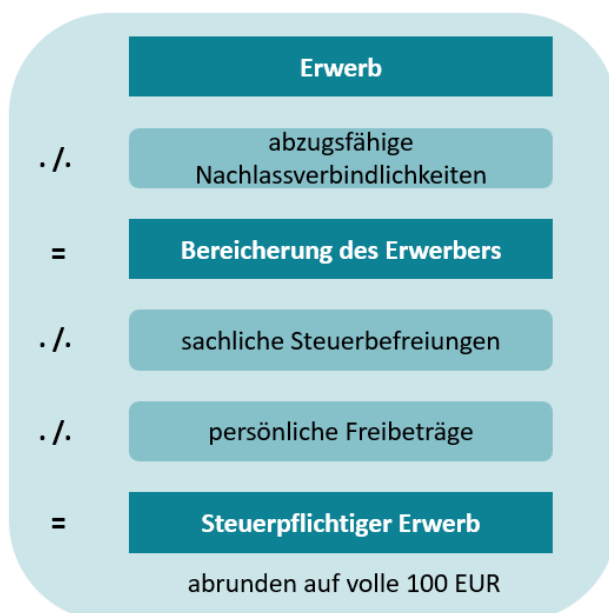 Erwerb
./. abzugsfähige
Nachlassverbindlichkeiten
= Bereicherung des Erwerbers
./. sachliche Steuerbefreiungen
./. persönliche Freibeträge
= Steuerpflichtiger Erwerb
abrunden auf volle 100 EUR